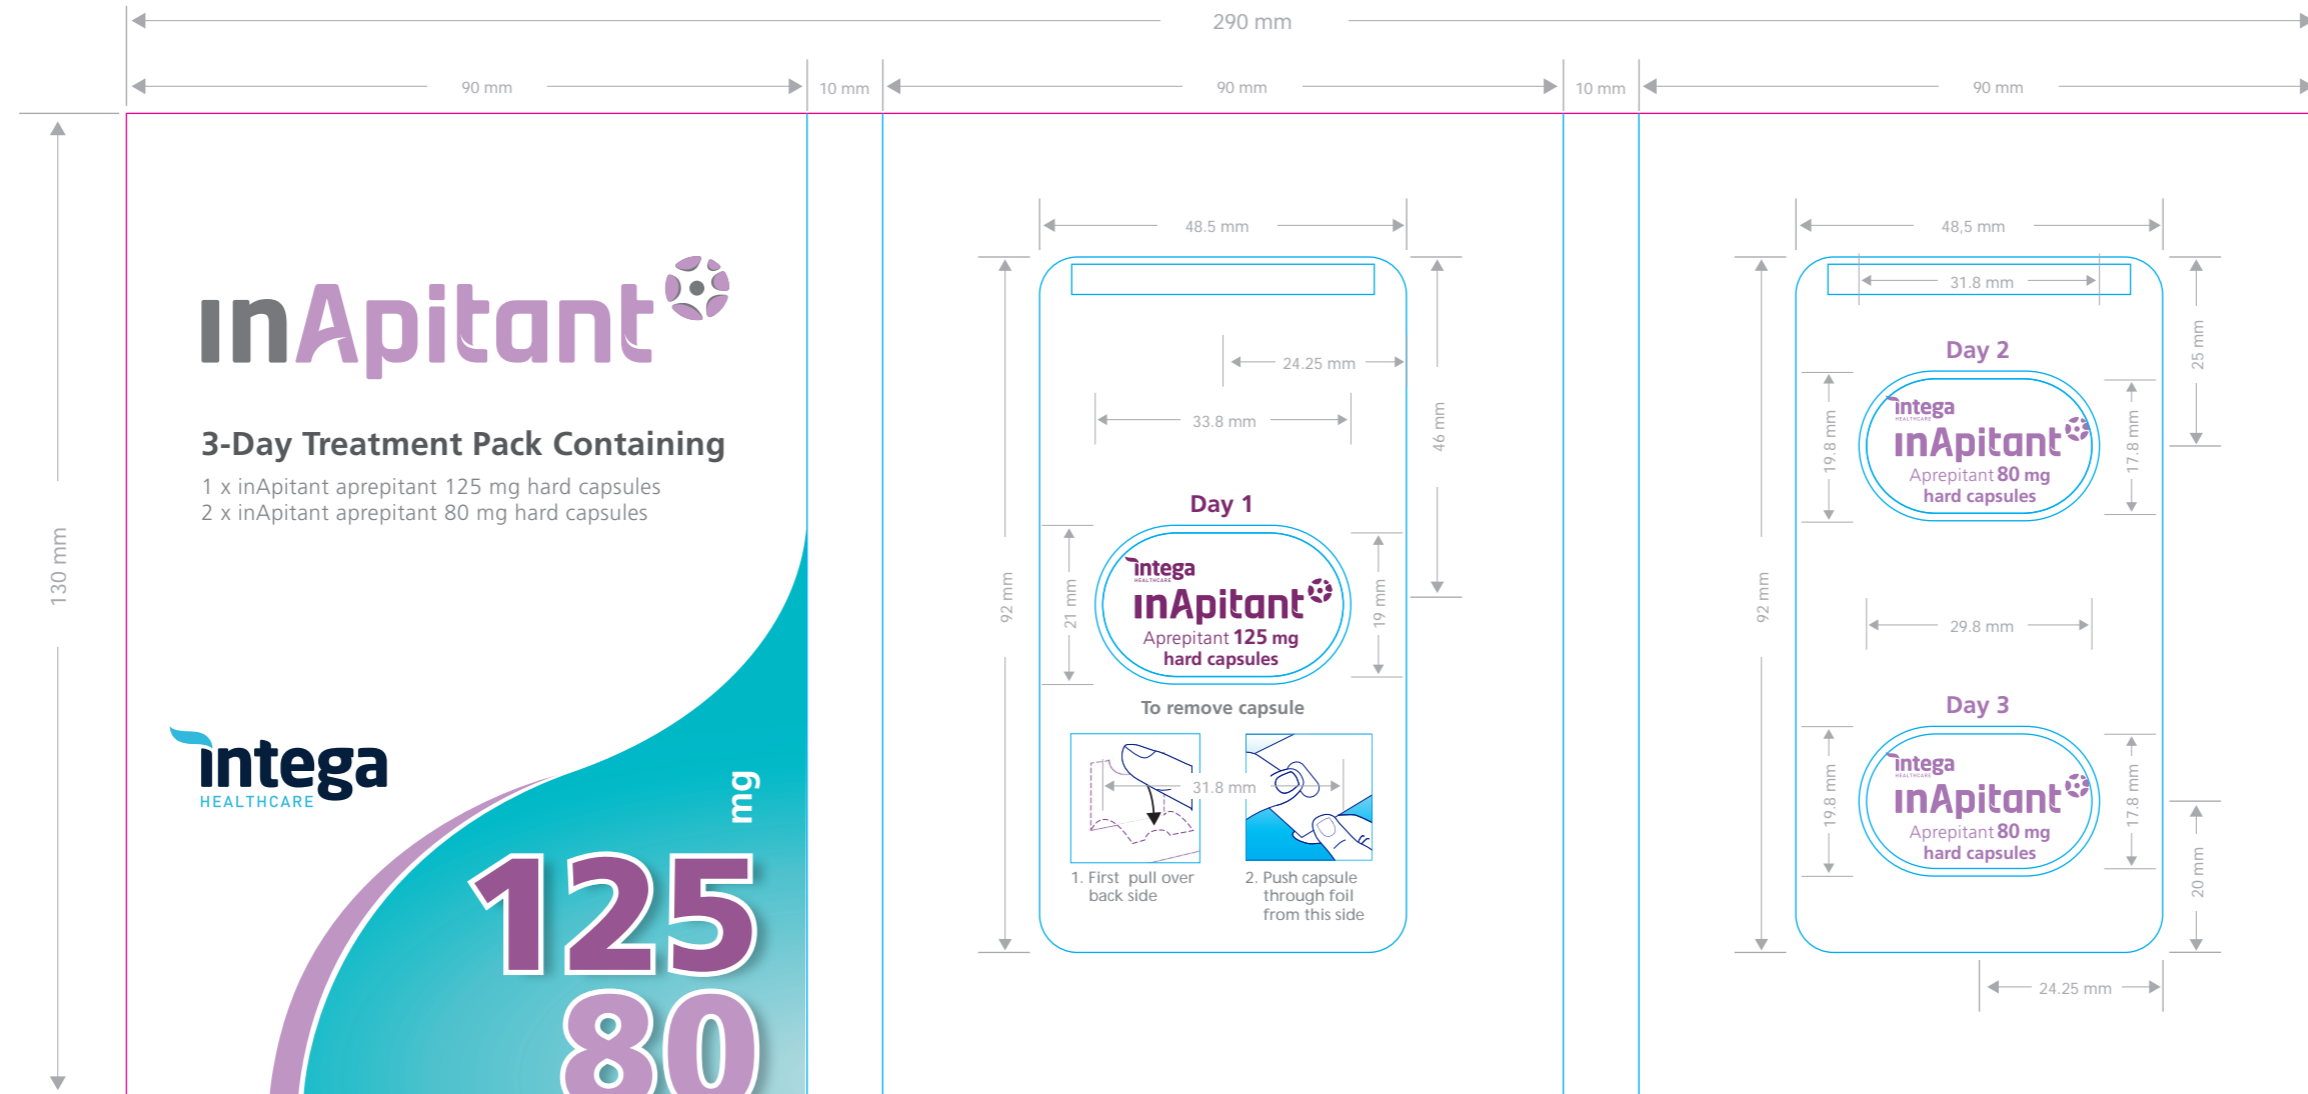 290 mm
90 mm
10 mm
90 mm
10 mm
90 mm
130 mm
inApitant
3-Day Treatment Pack Containing
1 x inApitant aprepitant 125 mg hard capsules
2 x inApitant aprepitant 80 mg hard capsules
intega
HEALTHCARE
mg
125
80
48.5 mm
24.25 mm
33.8 mm
46 mm
92 mm
Day 1
21 mm
19 mm
intega
HEALTHCARE
inApitant
Aprepitant 125 mg
hard capsules
To remove capsule
31.8 mm
1. First pull over
back side
2. Push capsule
through foil
from this side
48,5 mm
31.8 mm
25 mm
Day 2
19.8 mm
17.8 mm
intega
HEALTHCARE
inApitant
Aprepitant 80 mg
hard capsules
92 mm
29.8 mm
Day 3
19.8 mm
17.8 mm
intega
HEALTHCARE
inApitant
Aprepitant 80 mg
hard capsules
20 mm
24.25 mm